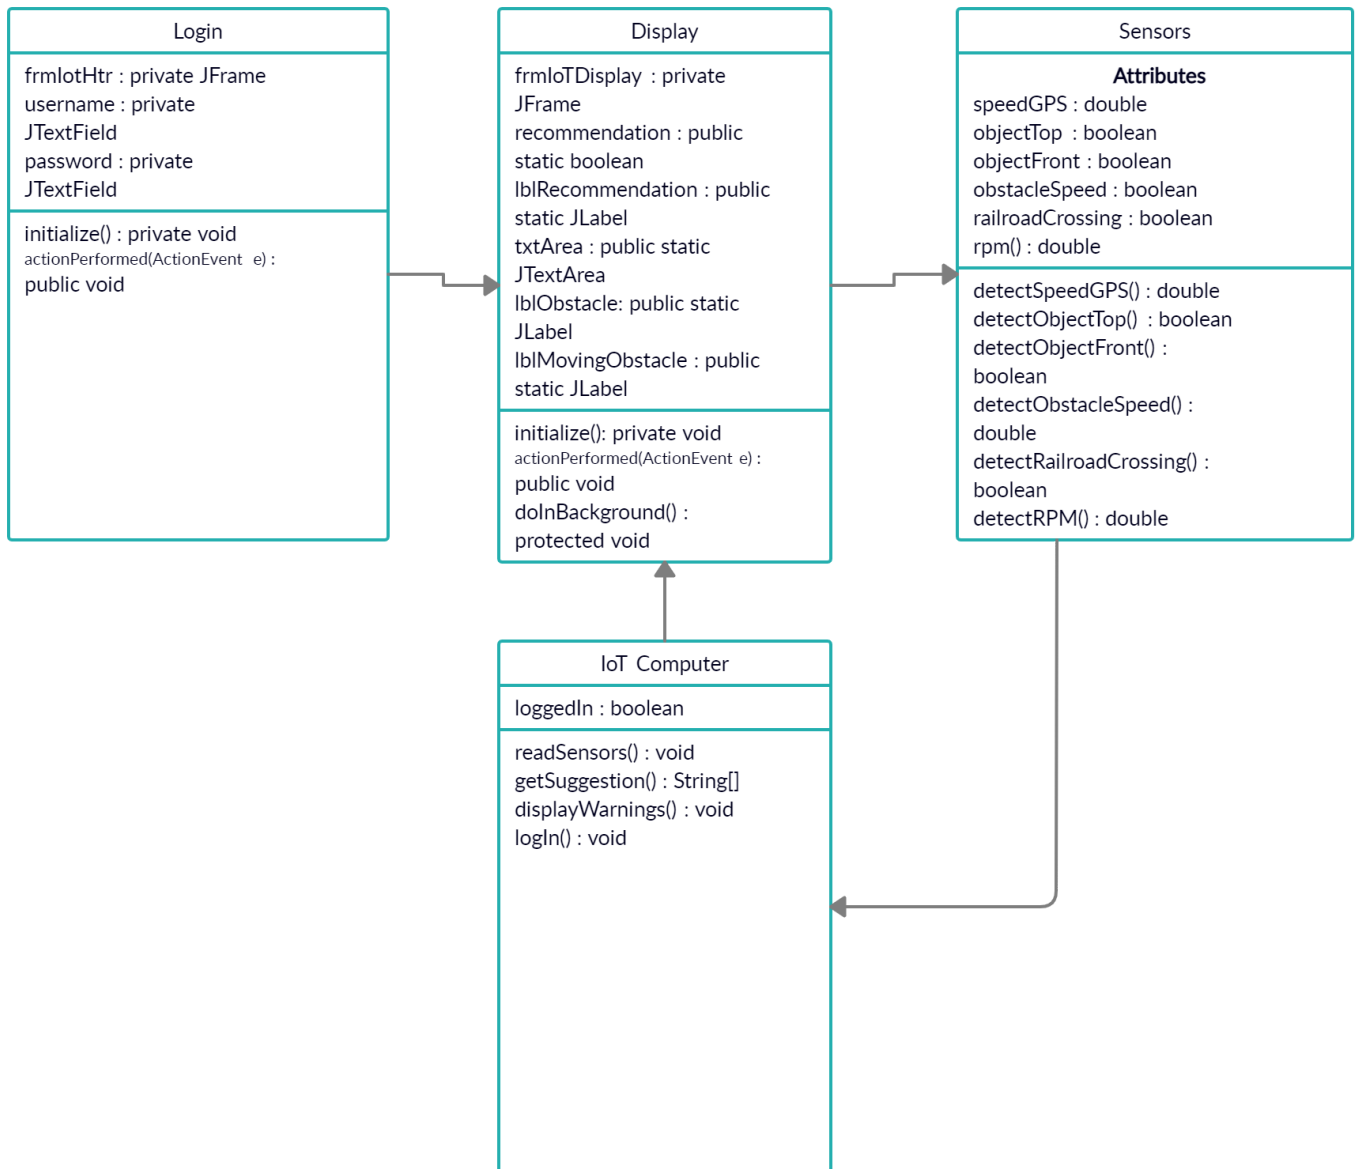 Login
frmIotHtr : private JFrame
username : private
JTextField
password : private
JTextField
initialize() : private void
actionPerformed(ActionEvent e) :
public void
Display
frmIoTDisplay : private
JFrame
recommendation : public
static boolean
lblRecommendation : public
static JLabel
txtArea : public static
JTextArea
lblObstacle: public static
JLabel
lblMovingObstacle : public
static JLabel
initialize(): private void
actionPerformed(ActionEvent e) :
public void
doInBackground() :
protected void
Sensors
Attributes
speedGPS : double
objectTop : boolean
objectFront : boolean
obstacleSpeed : boolean
railroadCrossing : boolean
rpm() : double
detectSpeedGPS() : double
detectObjectTop() : boolean
detectObjectFront() :
boolean
detectObstacleSpeed() :
double
detectRailroadCrossing() :
boolean
detectRPM() : double
IoT Computer
loggedIn : boolean
readSensors() : void
getSuggestion() : String[]
displayWarnings() : void
logIn() : void